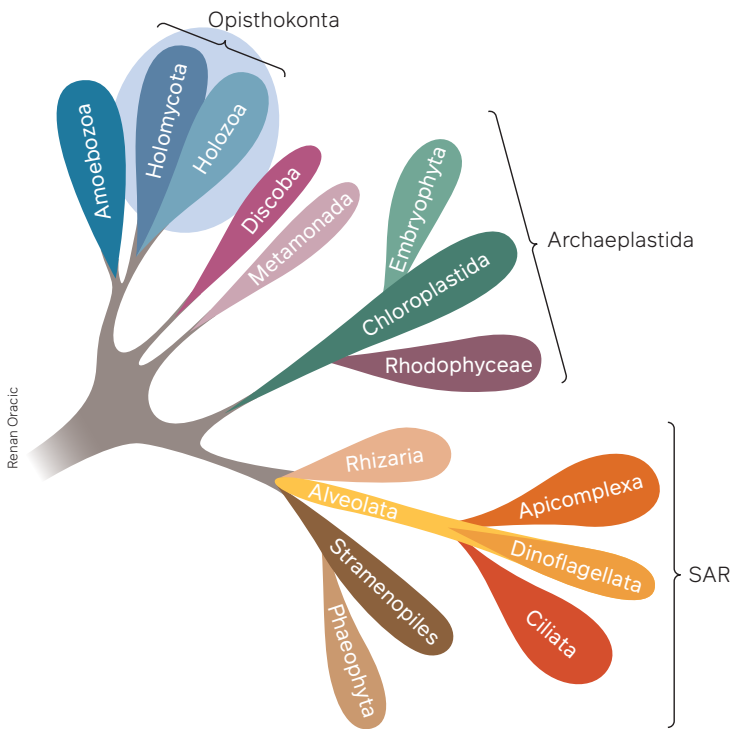 Opisthokonta
Amoebozoa
Holomycota
Holozoa
Discoba
Metamonada
Embryophyta
Chloroplastida
Rhodophyceae
Archaeplastida
Renan Oracic
Rhizaria
Alveolata
Apicomplexa
Dinoflagellata
Ciliata
Stramenopiles
Phaeophyta
SAR